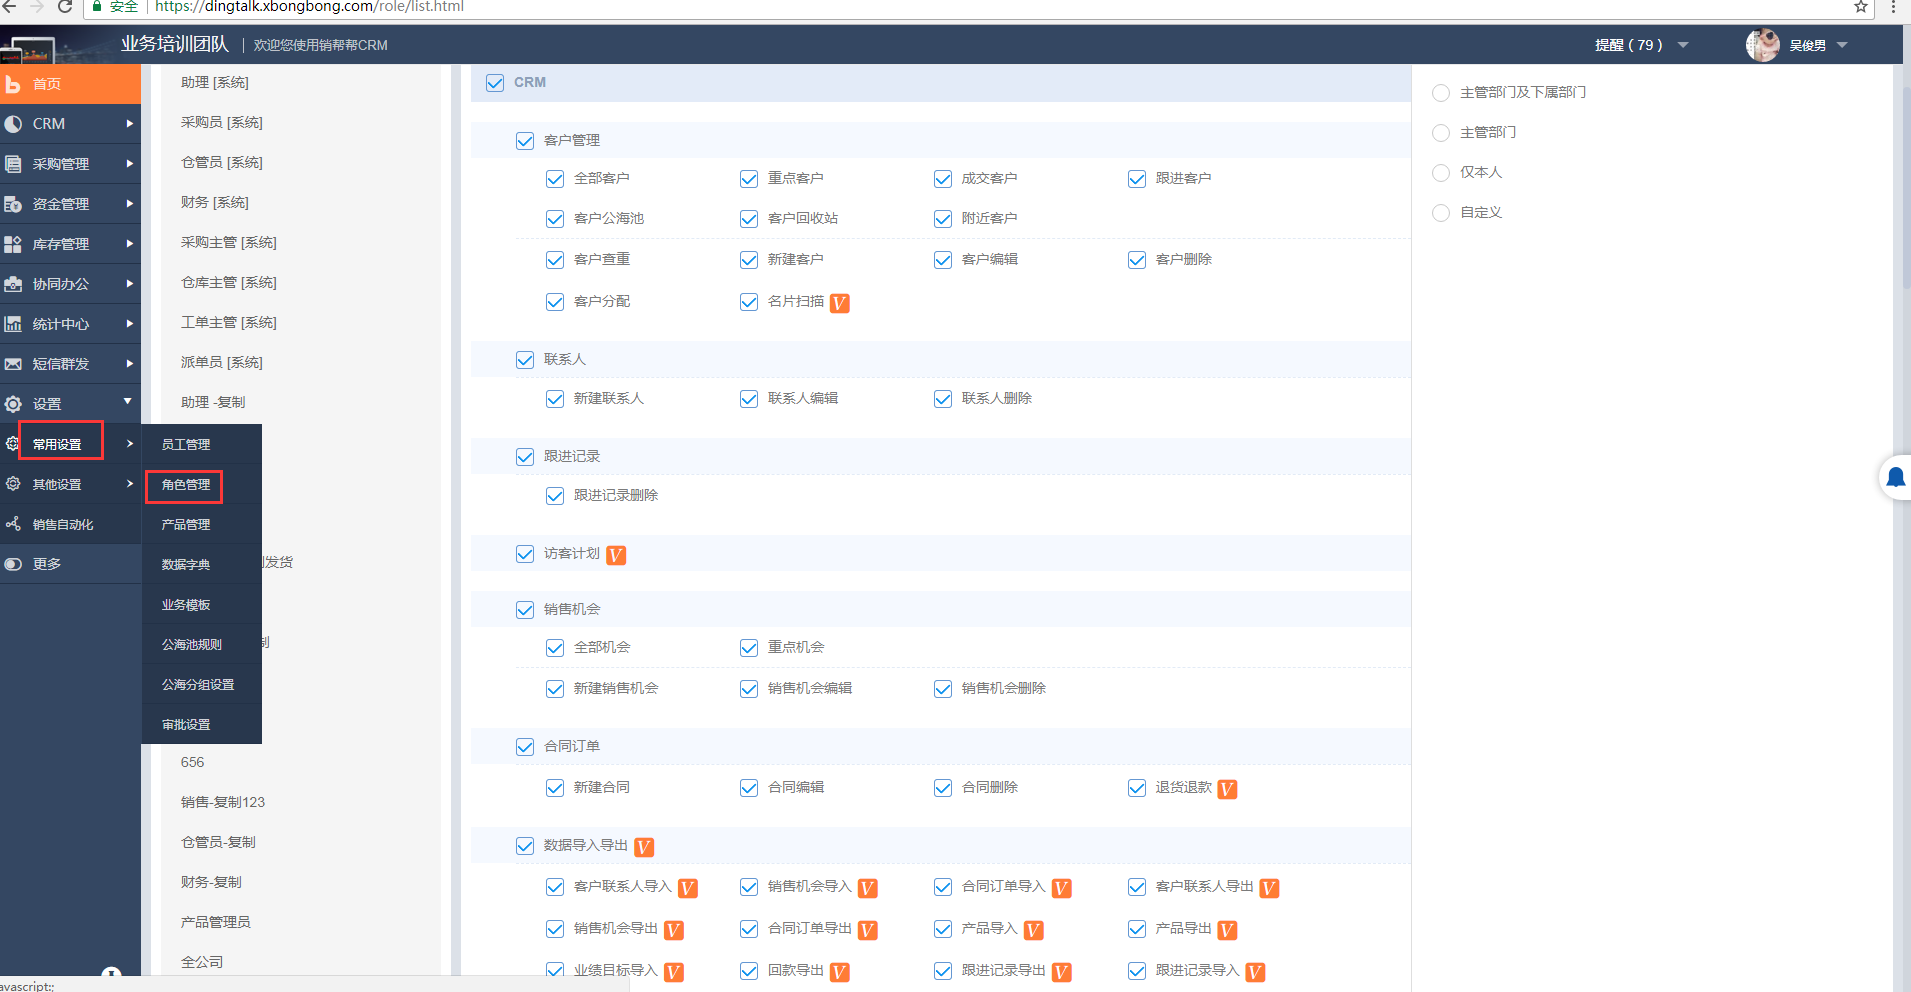 安全 https://dingtalk.xbongbong.com/role/list.html
业务培训团队 欢迎您使用销帮帮CRM
提醒 ( 79 ) 吴俊男
首页
CRM
采购管理
资金管理
库存管理
协同办公
统计中心
短信群发
设置
常用设置
其他设置
销售自动化
更多
员工管理
角色管理
产品管理
数据字典
业务模板
公海池规则
公海分组设置
审批设置
助理 [系统]
采购员 [系统]
仓管员 [系统]
财务 [系统]
采购主管 [系统]
仓库主管 [系统]
工单主管 [系统]
派单员 [系统]
助理 -复制
发货
656
销售-复制123
仓管员-复制
财务-复制
产品管理员
全公司
CRM
客户管理
全部客户 重点客户 成交客户 跟进客户
客户公海池 客户回收站 附近客户
客户查重 新建客户 客户编辑 客户删除
客户分配 名片扫描 V
联系人
新建联系人 联系人编辑 联系人删除
跟进记录
跟进记录删除
访客计划 V
销售机会
全部机会 重点机会
新建销售机会 销售机会编辑 销售机会删除
合同订单
新建合同 合同编辑 合同删除 退货退款 V
数据导入导出 V
客户联系人导入 V 销售机会导入 V 合同订单导入 V 客户联系人导出 V
销售机会导出 V 合同订单导出 V 产品导入 V 产品导出 V
业绩目标导入 V 回款导出 V 跟进记录导出 V 跟进记录导入 V
主管部门及下属部门
主管部门
仅本人
自定义
avascript:;